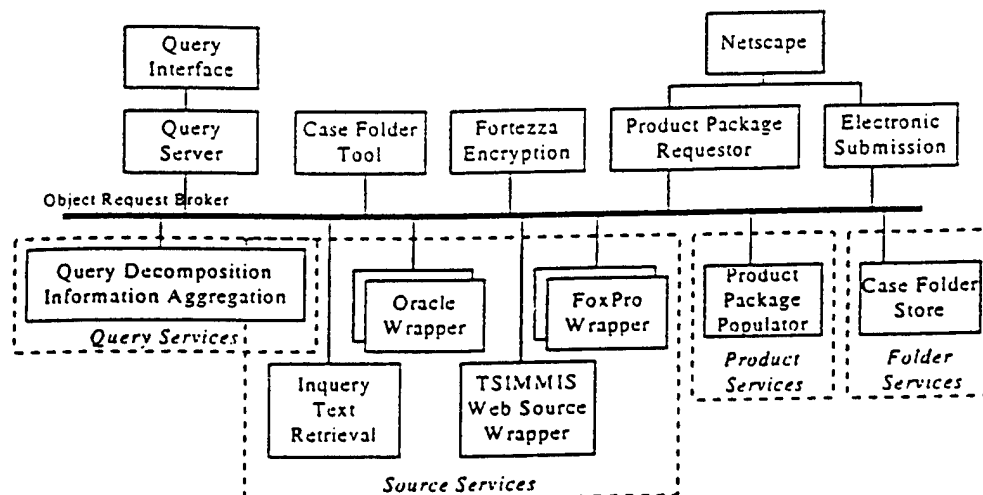 Query
Interface
Netscape
Query
Server
Case Folder
Tool
Fortezza
Encryption
Product Package
Requestor
Electronic
Submission
Object Request Broker
Query Decomposition
Information Aggregation
Query Services
Oracle
Wrapper
FoxPro
Wrapper
Product
Package
Populator
Product
Services
Case Folder
Store
Folder
Services
Inquery
Text
Retrieval
TSIMMIS
Web Source
Wrapper
Source Services